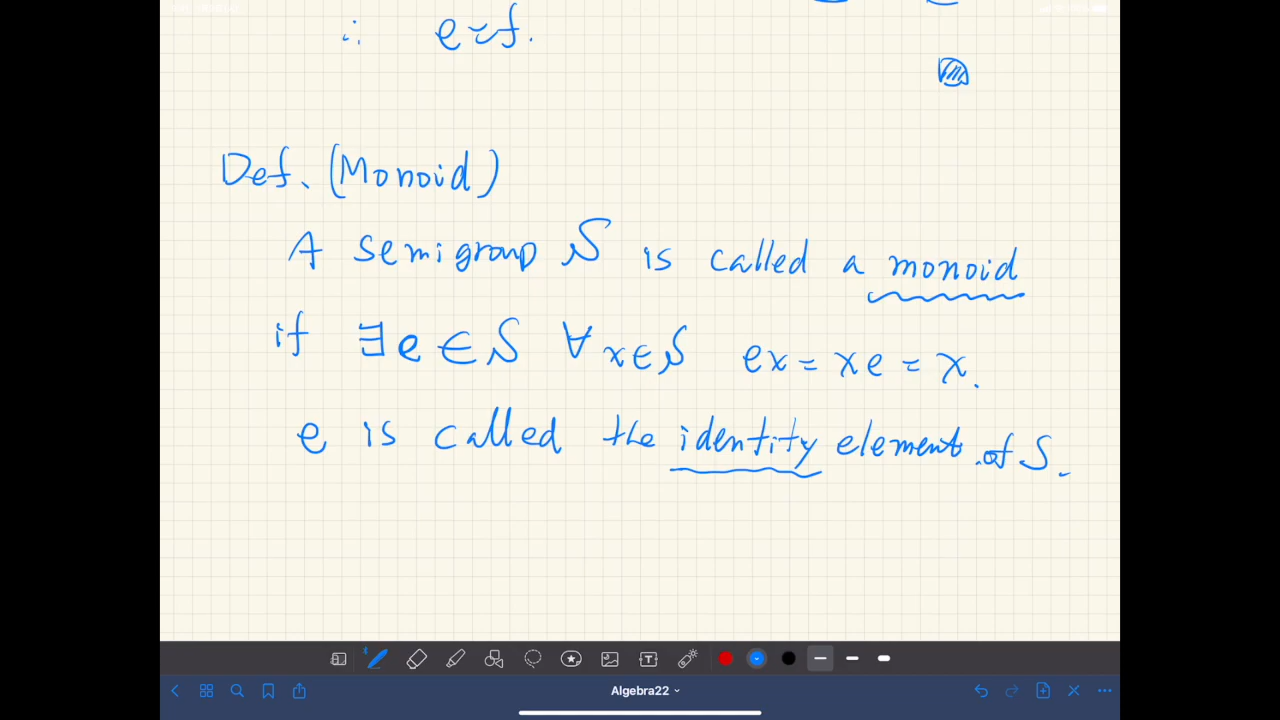 ∴ e = f.
Def. (Monoid)
A semigroup S is called a monoid
if ∃e ∈ S ∀x ∈ S ex = xe = x.
e is called the identity element of S.
Algebra22